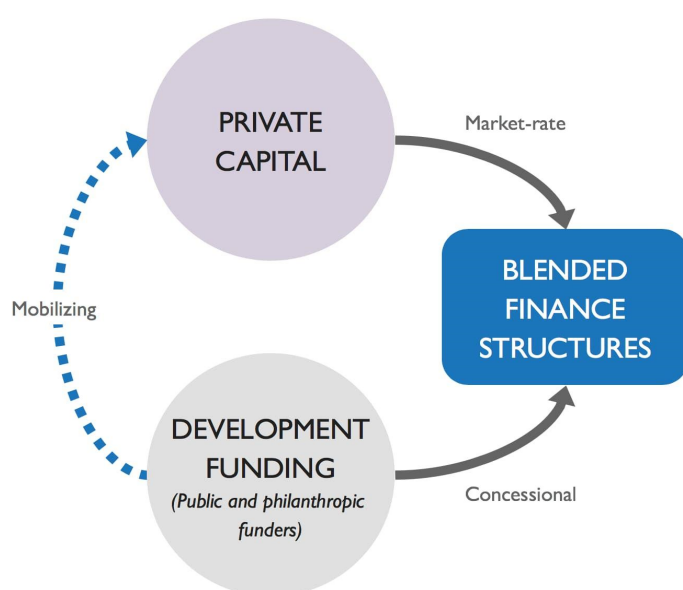 PRIVATE
CAPITAL
Market-rate
BLENDED
FINANCE
STRUCTURES
Mobilizing
DEVELOPMENT
FUNDING
(Public and philanthropic
funders)
Concessional